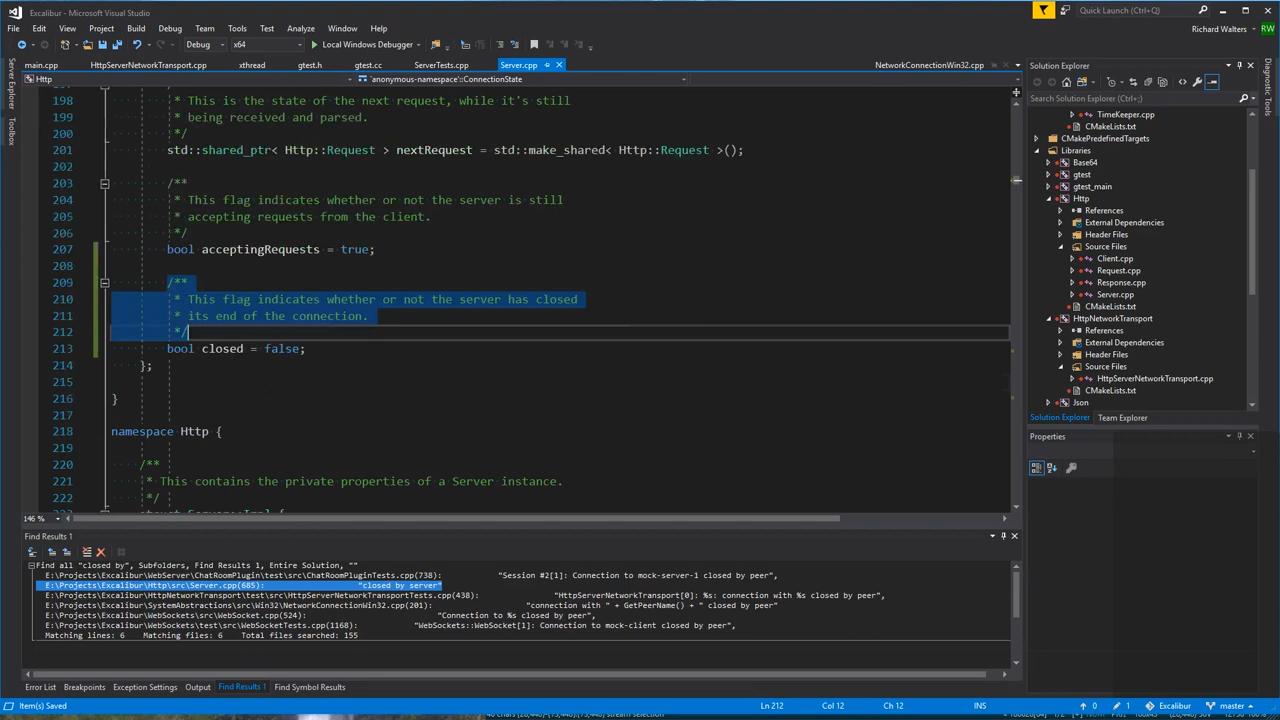 Excalibur - Microsoft Visual Studio
Quick Launch (Ctrl+Q)
File Edit View Project Build Debug Team Tools Test Analyze Window Help
Richard Walters RW
Debug x64 Local Windows Debugger
main.cpp HttpServerNetworkTransport.cpp xthread gtest.h gtest.cc ServerTests.cpp Server.cpp NetworkConnectionWin32.cpp
Http `anonymous-namespace'::ConnectionState
Server Explorer
Toolbox
198 * This is the state of the next request, while it's still
199 * being received and parsed.
200 */
201 std::shared_ptr< Http::Request > nextRequest = std::make_shared< Http::Request >();
202
203 /**
204 * This flag indicates whether or not the server is still
205 * accepting requests from the client.
206 */
207 bool acceptingRequests = true;
208
209 /**
210 * This flag indicates whether or not the server has closed
211 * its end of the connection.
212 */
213 bool closed = false;
214 };
215
216 }
217
218 namespace Http {
219
220 /**
221 * This contains the private properties of a Server instance.
222 */
struct Server::Impl {
146 %
Solution Explorer
Search Solution Explorer (Ctrl+;)
TimeKeeper.cpp
CMakeLists.txt
CMakePredefinedTargets
Libraries
Base64
gtest
gtest_main
Http
References
External Dependencies
Header Files
Source Files
Client.cpp
Request.cpp
Response.cpp
Server.cpp
CMakeLists.txt
HttpNetworkTransport
References
External Dependencies
Header Files
Source Files
HttpServerNetworkTransport.cpp
CMakeLists.txt
Json
Solution Explorer Team Explorer
Properties
Diagnostic Tools
Find Results 1
Find all "closed by", Subfolders, Find Results 1, Entire Solution, ""
E:\Projects\Excalibur\WebServer\ChatRoomPlugin\test\src\ChatRoomPluginTests.cpp(738): "Session #2[1]: Connection to mock-server-1 closed by peer",
E:\Projects\Excalibur\Http\src\Server.cpp(685): "closed by server"
E:\Projects\Excalibur\HttpNetworkTransport\test\src\HttpServerNetworkTransportTests.cpp(438): "HttpServerNetworkTransport[0]: %s: connection with %s closed by peer",
E:\Projects\Excalibur\SystemAbstractions\src\Win32\NetworkConnectionWin32.cpp(201): "connection with " + GetPeerName() + " closed by peer"
E:\Projects\Excalibur\WebSockets\src\WebSocket.cpp(524): "Connection to %s closed by peer",
E:\Projects\Excalibur\WebSockets\test\src\WebSocketTests.cpp(1168): "WebSockets::WebSocket[1]: Connection to mock-client closed by peer",
Matching lines: 6 Matching files: 6 Total files searched: 155
Error List Breakpoints Exception Settings Output Find Results 1 Find Symbol Results
Item(s) Saved Ln 212 Col 12 Ch 12 INS 0 1 Excalibur master